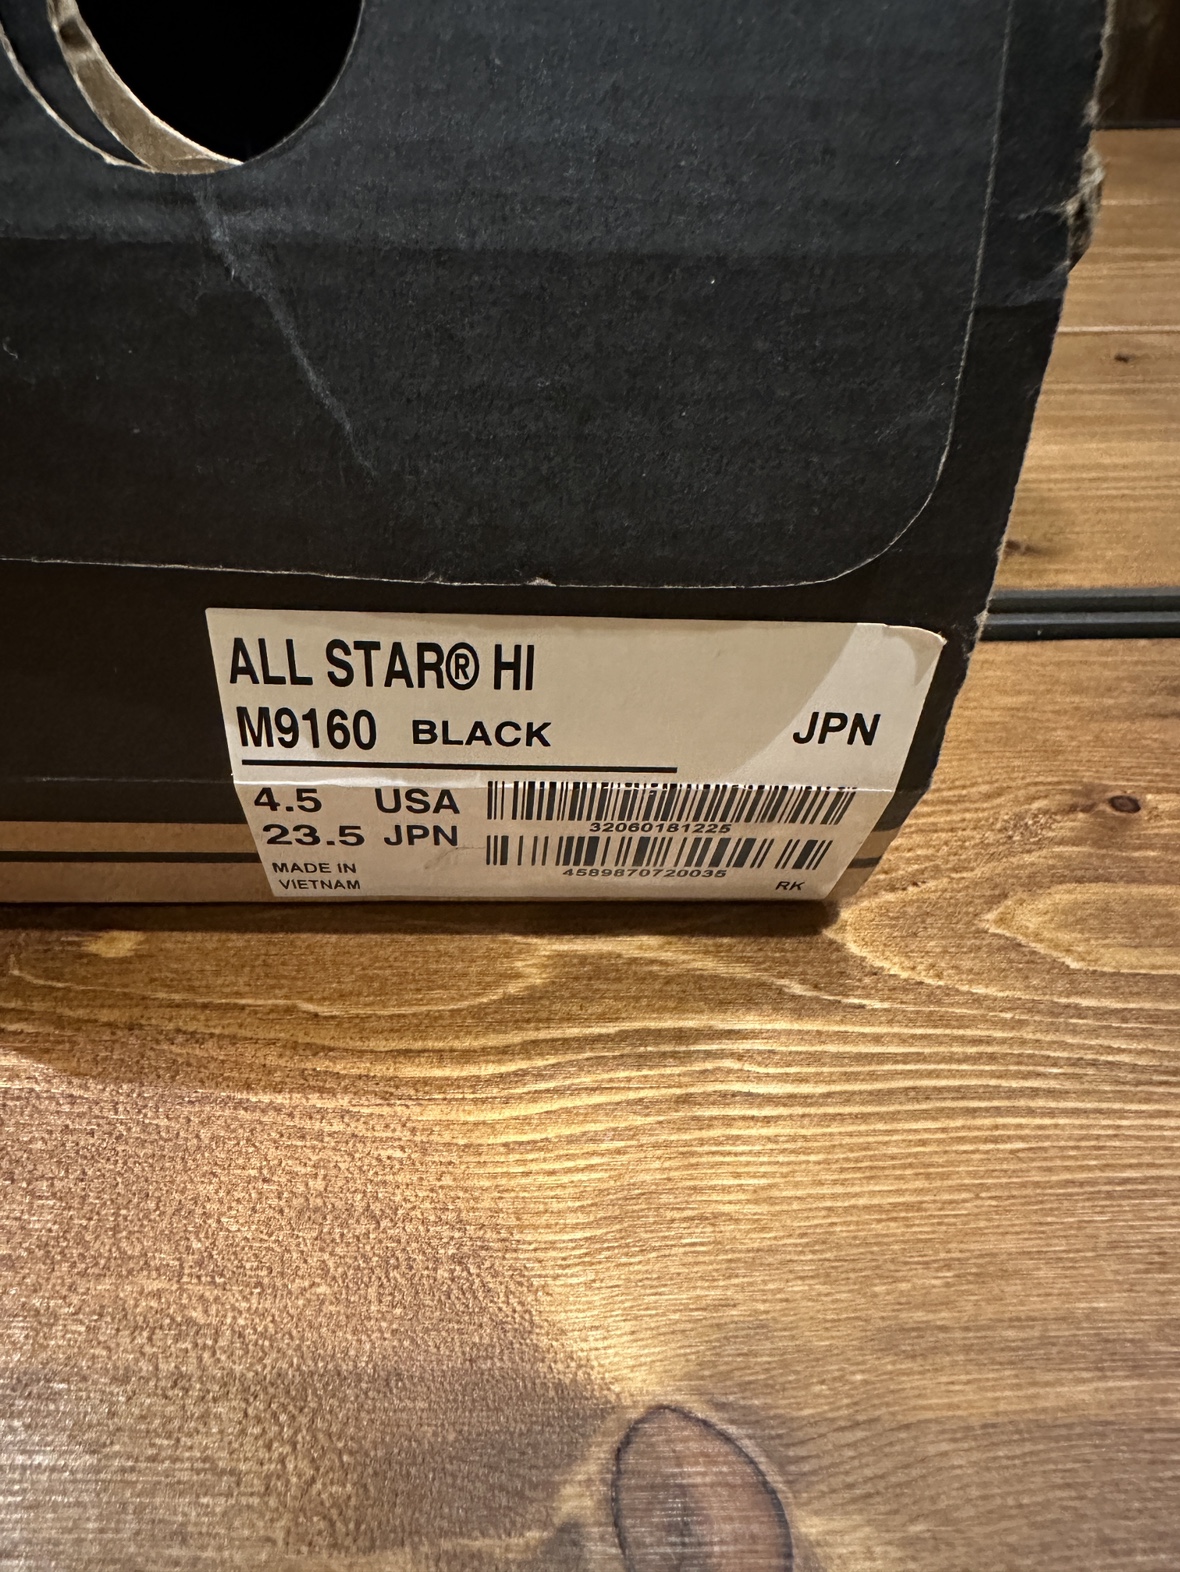 ALL STAR® HI
M9160 BLACK JPN
4.5 USA
32060181225
23.5 JPN
4589870720035
MADE IN
VIETNAM
RK